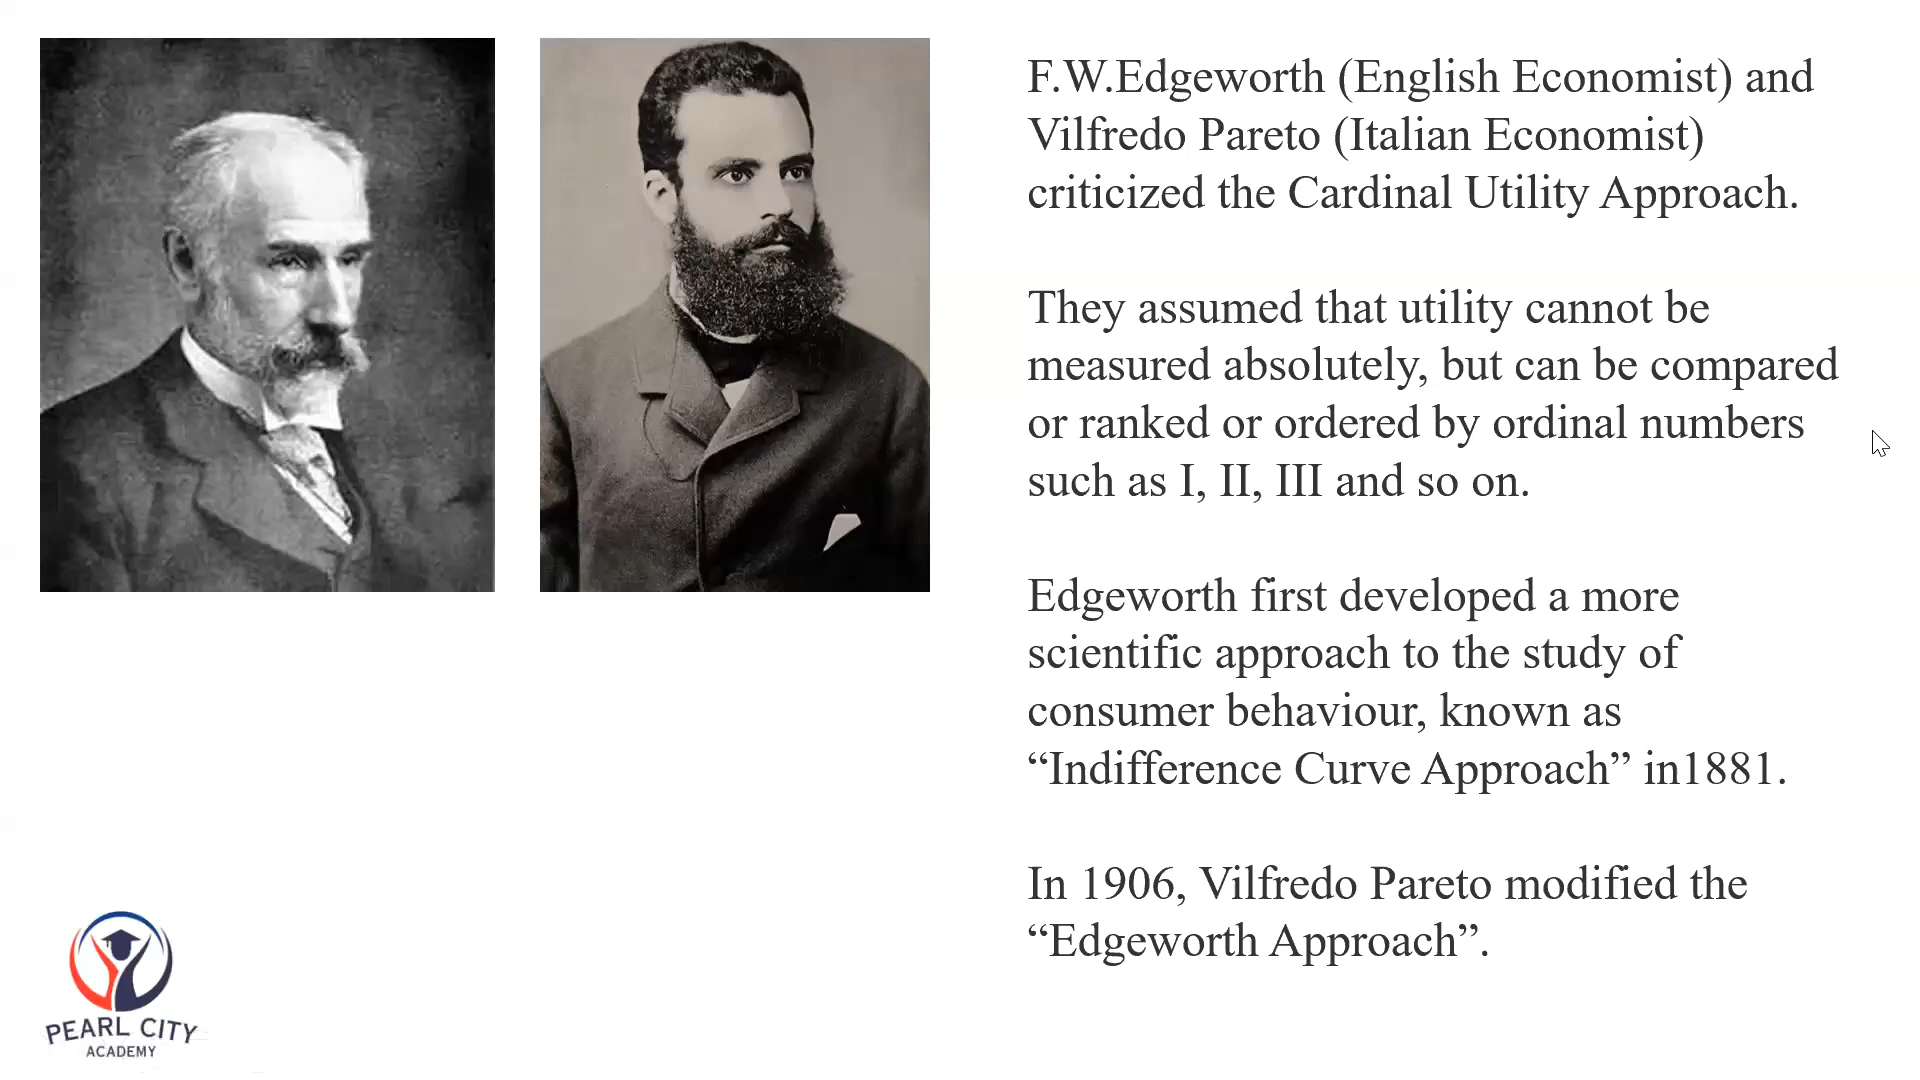 F.W.Edgeworth (English Economist) and
Vilfredo Pareto (Italian Economist)
criticized the Cardinal Utility Approach.
They assumed that utility cannot be
measured absolutely, but can be compared
or ranked or ordered by ordinal numbers
such as I, II, III and so on.
Edgeworth first developed a more
scientific approach to the study of
consumer behaviour, known as
“Indifference Curve Approach” in1881.
In 1906, Vilfredo Pareto modified the
“Edgeworth Approach”.
PEARL CITY
ACADEMY